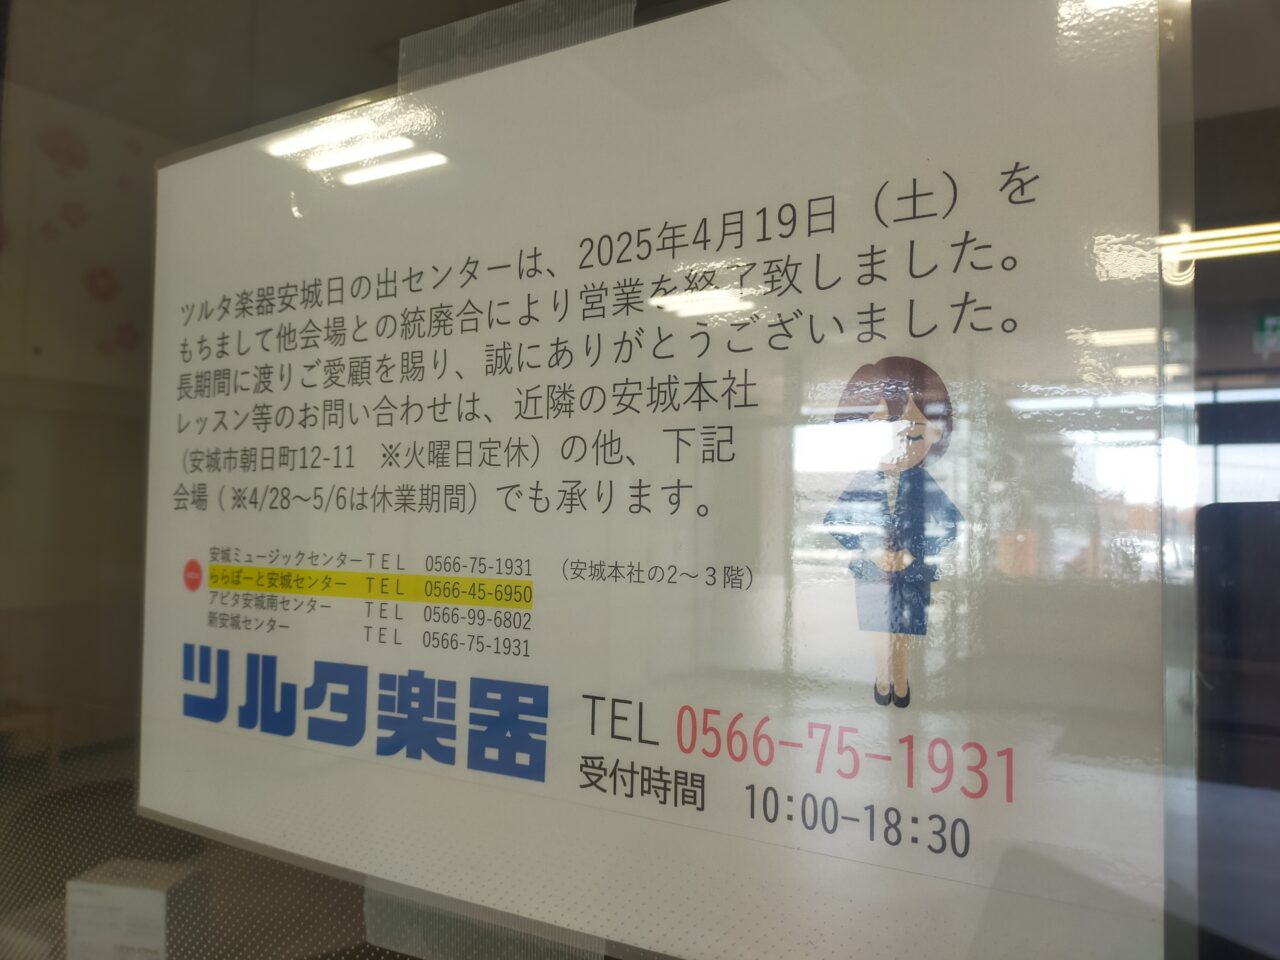 ツルタ楽器安城日の出センターは、2025年4月19日（土）を
もちまして他会場との統廃合により営業を終了致しました。
長期間に渡りご愛顧を賜り、誠にありがとうございました。
レッスン等のお問い合わせは、近隣の安城本社
（安城市朝日町12-11　※火曜日定休）の他、下記
会場（※4/28～5/6は休業期間）でも承ります。
安城ミュージックセンターＴＥＬ　0566-75-1931　（安城本社の2～３階）
ららぽーと安城センター　ＴＥＬ　0566-45-6950
アピタ安城南センター　ＴＥＬ　0566-99-6802
新安城センター　ＴＥＬ　0566-75-1931
ツルタ楽器
TEL 0566-75-1931
受付時間　10:00-18:30